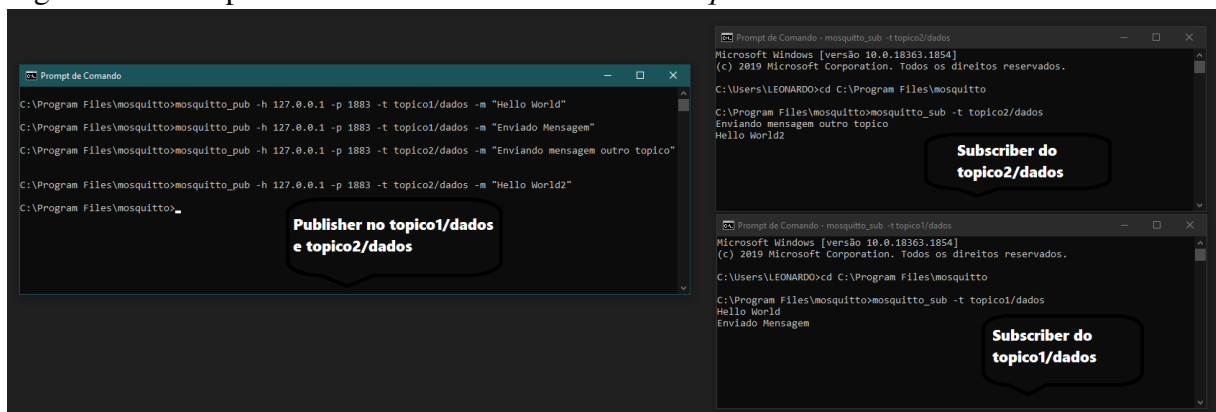 Prompt de Comando
C:\Program Files\mosquitto>mosquitto_pub -h 127.0.0.1 -p 1883 -t topico1/dados -m "Hello World"
C:\Program Files\mosquitto>mosquitto_pub -h 127.0.0.1 -p 1883 -t topico1/dados -m "Enviado Mensagem"
C:\Program Files\mosquitto>mosquitto_pub -h 127.0.0.1 -p 1883 -t topico2/dados -m "Enviando mensagem outro topico"
C:\Program Files\mosquitto>mosquitto_pub -h 127.0.0.1 -p 1883 -t topico2/dados -m "Hello World2"
C:\Program Files\mosquitto>
Publisher no topico1/dados
e topico2/dados
Prompt de Comando - mosquitto_sub -t topico2/dados
Microsoft Windows [versão 10.0.18363.1854]
(c) 2019 Microsoft Corporation. Todos os direitos reservados.
C:\Users\LEONARDO>cd C:\Program Files\mosquitto
C:\Program Files\mosquitto>mosquitto_sub -t topico2/dados
Enviando mensagem outro topico
Hello World2
Subscriber do
topico2/dados
Prompt de Comando - mosquitto_sub -t topico1/dados
Microsoft Windows [versão 10.0.18363.1854]
(c) 2019 Microsoft Corporation. Todos os direitos reservados.
C:\Users\LEONARDO>cd C:\Program Files\mosquitto
C:\Program Files\mosquitto>mosquitto_sub -t topico1/dados
Hello World
Enviado Mensagem
Subscriber do
topico1/dados